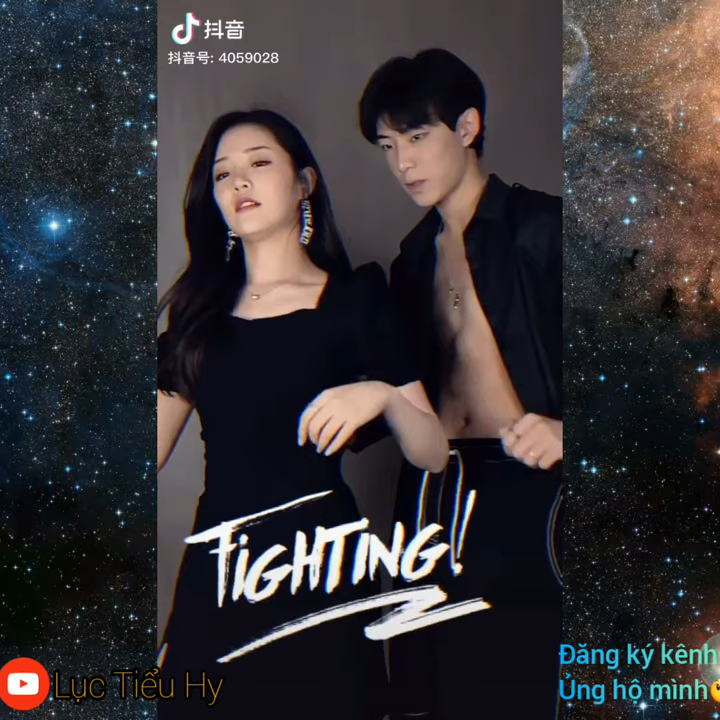 抖音
抖音号: 4059028
FIGHTING!
Lục Tiểu Hy
Đăng ký kênh
Ủng hộ mình